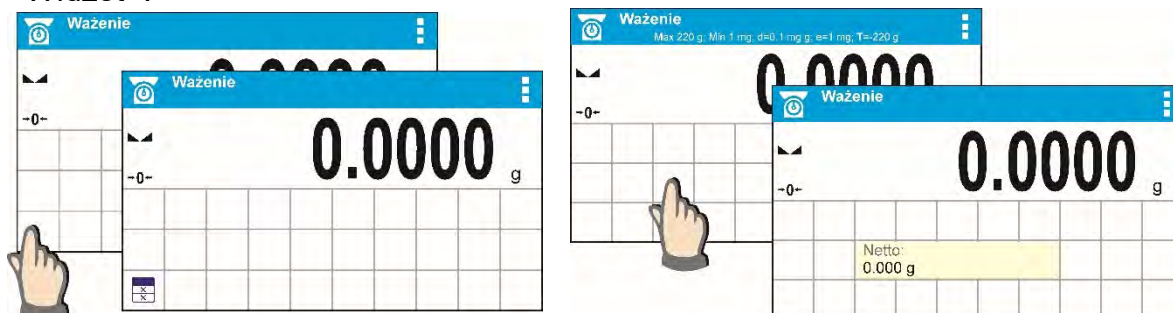 Ważenie
→0←
Ważenie
0.0000 g
→0←
Ważenie
Max 220 g; Min 1 mg; d=0.1 mg g; e=1 mg; T=-220 g
0.0000
→0←
Ważenie
0.0000 g
→0←
Netto:
0.000 g